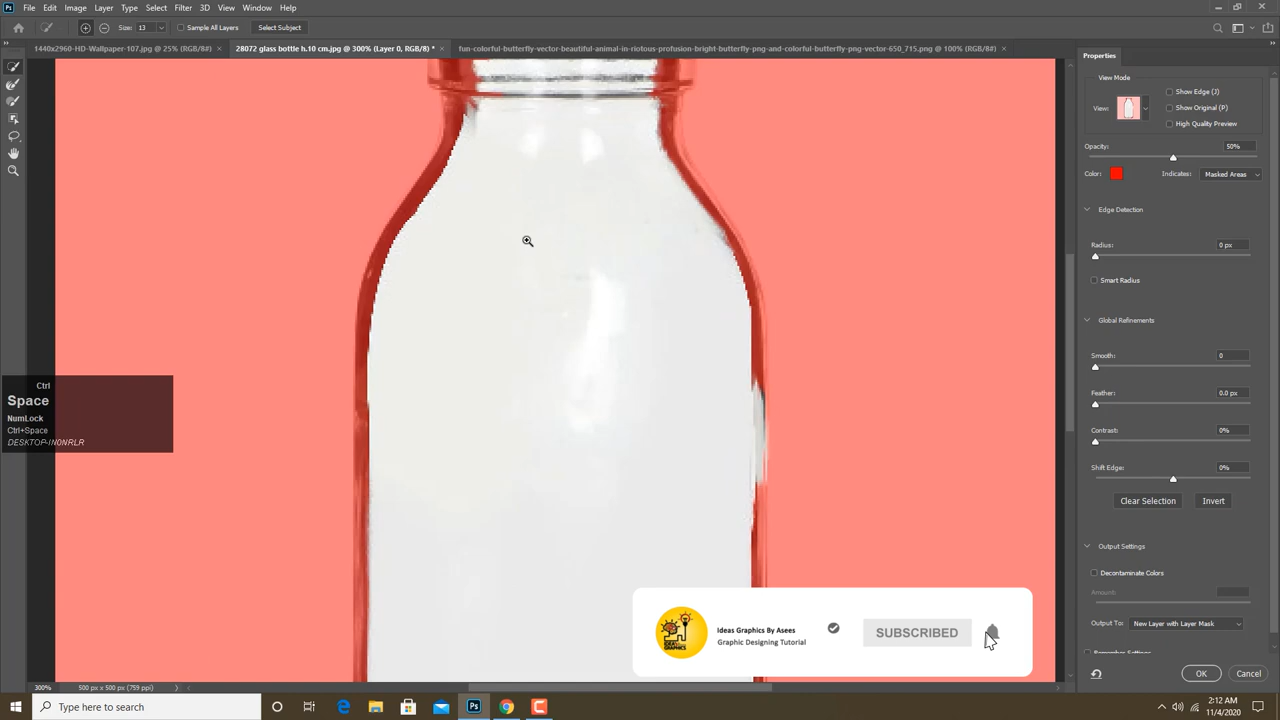 Ps File Edit Image Layer Type Select Filter 3D View Window Help
Size: 13 Sample All Layers Select Subject
1440x2960-HD-Wallpaper-107.jpg @ 25% (RGB/8#) × 28072 glass bottle h.10 cm.jpg @ 300% (Layer 0, RGB/8) * × fun-colorful-butterfly-vector-beautiful-animal-in-riotous-profusion-bright-butterfly-png-and-colorful-butterfly-png-vector-650_715.png @ 100% (RGB/8#) ×
Properties
View Mode
Show Edge (J)
View: Show Original (P)
High Quality Preview
Opacity: 50%
Color: Indicates: Masked Areas
Edge Detection
Radius: 0 px
Smart Radius
Global Refinements
Smooth: 0
Feather: 0.0 px
Contrast: 0%
Shift Edge: 0%
Clear Selection Invert
Output Settings
Decontaminate Colors
Amount:
Output To: New Layer with Layer Mask
Remember Settings
OK Cancel
Ctrl
Space
NumLock
Ctrl+Space
DESKTOP-IN0NRLR
IDEAS
GRAPHICS
Ideas Graphics By Asees
Graphic Designing Tutorial
SUBSCRIBED
300% 500 px x 500 px (759 ppi)
Type here to search
Ps
2:12 AM
11/4/2020